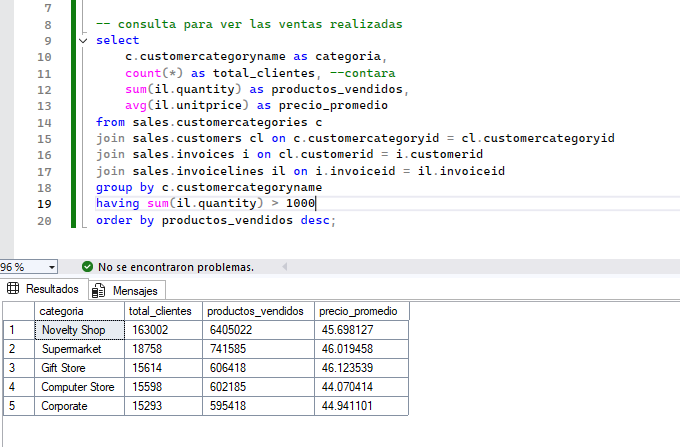 7
8 -- consulta para ver las ventas realizadas
9 select
10 c.customercategoryname as categoria,
11 count(*) as total_clientes, --contara
12 sum(il.quantity) as productos_vendidos,
13 avg(il.unitprice) as precio_promedio
14 from sales.customercategories c
15 join sales.customers cl on c.customercategoryid = cl.customercategoryid
16 join sales.invoices i on cl.customerid = i.customerid
17 join sales.invoicelines il on i.invoiceid = il.invoiceid
18 group by c.customercategoryname
19 having sum(il.quantity) > 1000
20 order by productos_vendidos desc;
96 % No se encontraron problemas.
Resultados Mensajes
categoria total_clientes productos_vendidos precio_promedio
1 Novelty Shop 163002 6405022 45.698127
2 Supermarket 18758 741585 46.019458
3 Gift Store 15614 606418 46.123539
4 Computer Store 15598 602185 44.070414
5 Corporate 15293 595418 44.941101